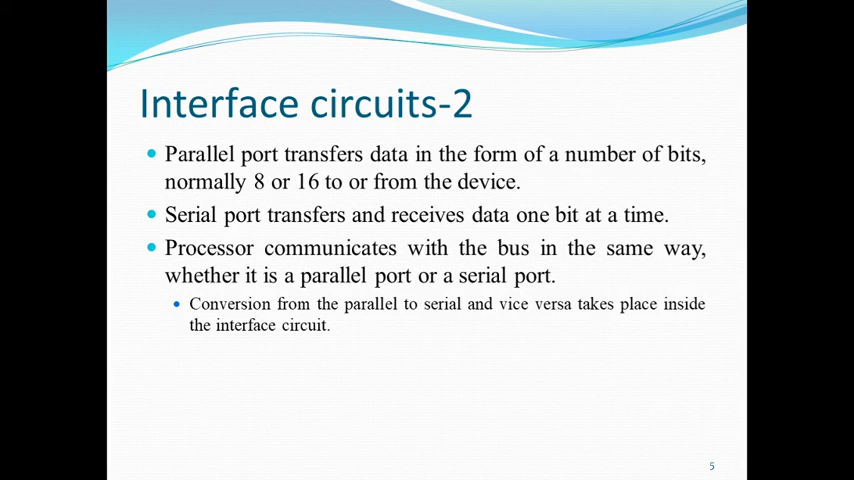 Interface circuits-2
Parallel port transfers data in the form of a number of bits,
normally 8 or 16 to or from the device.
Serial port transfers and receives data one bit at a time.
Processor communicates with the bus in the same way,
whether it is a parallel port or a serial port.
Conversion from the parallel to serial and vice versa takes place inside
the interface circuit.
5